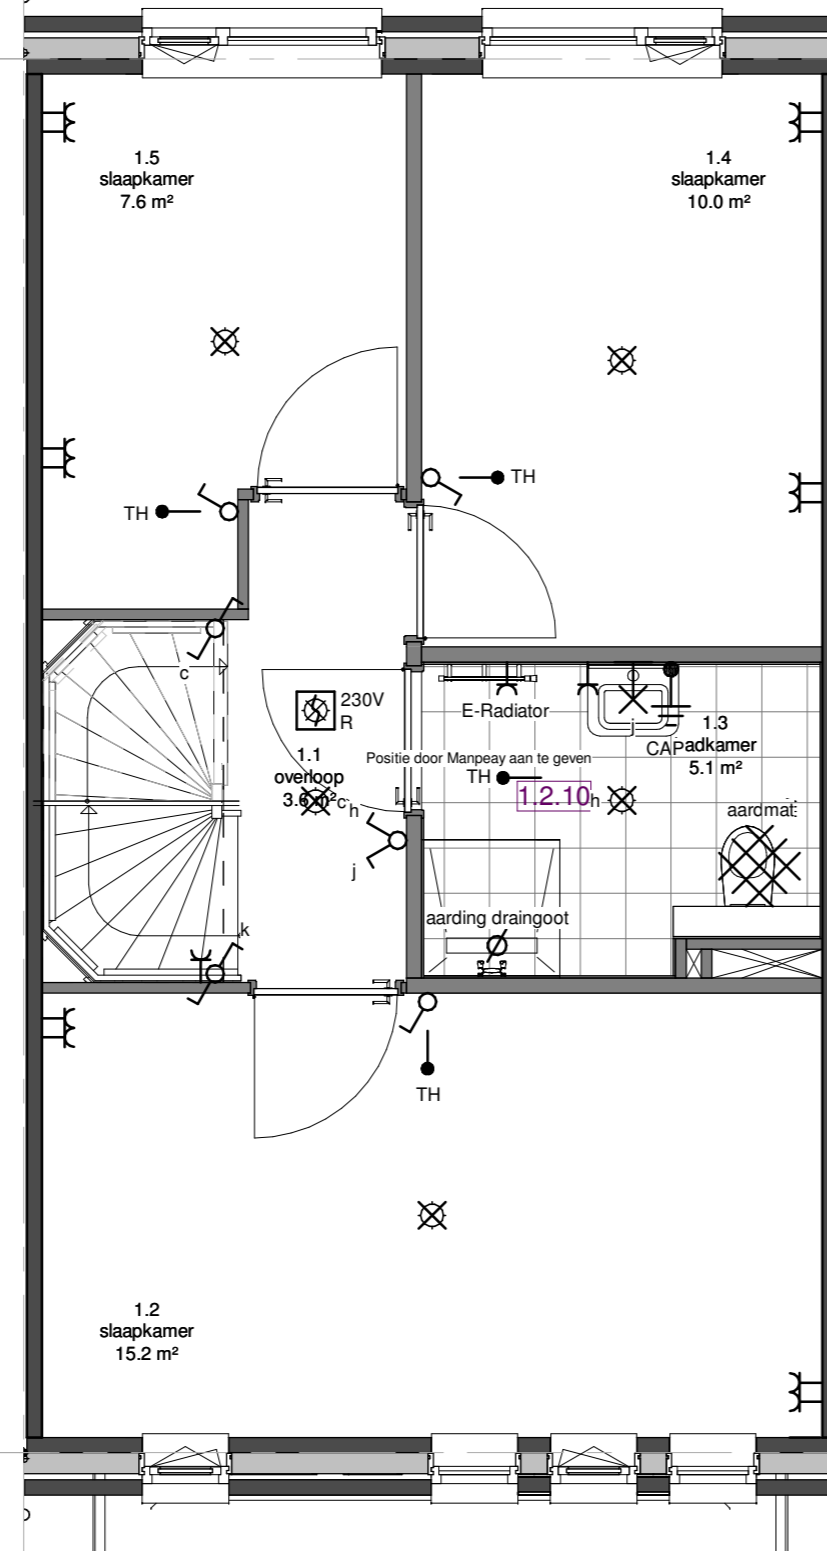 1.5
slaapkamer
7.6 m²
1.4
slaapkamer
10.0 m²
TH
TH
c
230V
R
E-Radiator
1.1
overloop
Positie door Manpeay aan te geven
CAP
1.3
adkamer
5.1 m²
TH
1.2.10
h
h
j
j
aardmat
aarding draingoot
k
TH
1.2
slaapkamer
15.2 m²